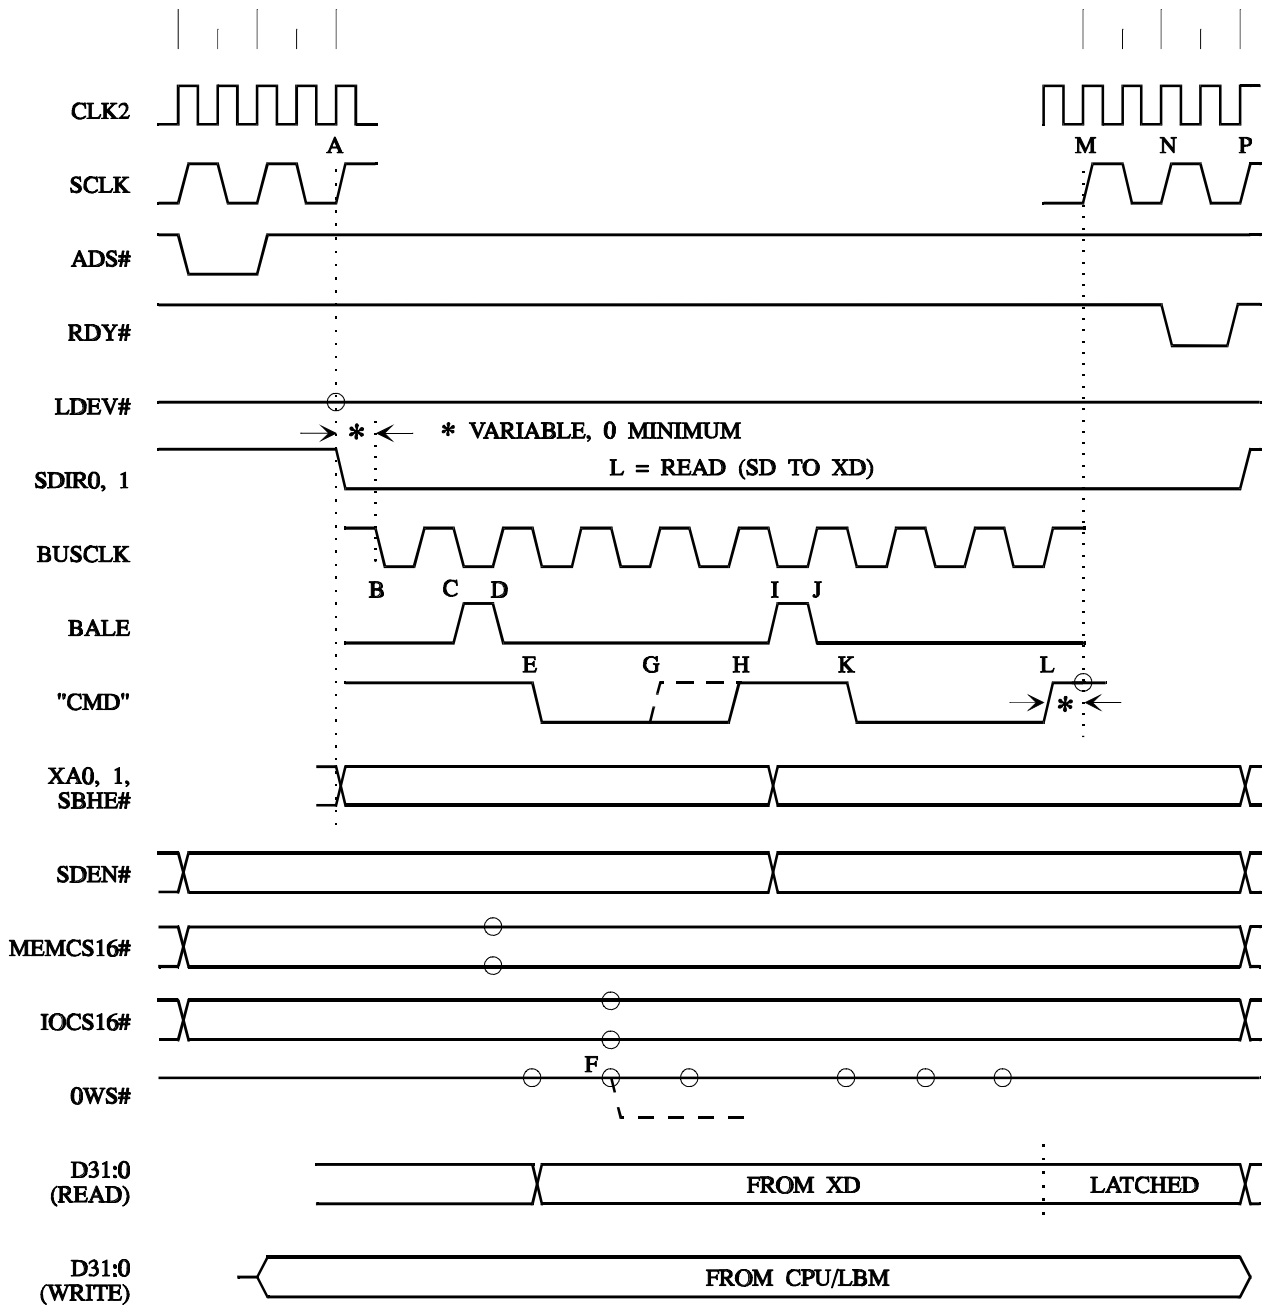 CLK2
A M N P
SCLK
ADS#
RDY#
LDEV#
* * VARIABLE, 0 MINIMUM
L = READ (SD TO XD)
SDIR0, 1
BUSCLK
B C D I J
BALE
E G H K L
"CMD" *
XA0, 1,
SBHE#
SDEN#
MEMCS16#
IOCS16#
F
0WS#
D31:0
(READ)
FROM XD LATCHED
D31:0
(WRITE)
FROM CPU/LBM